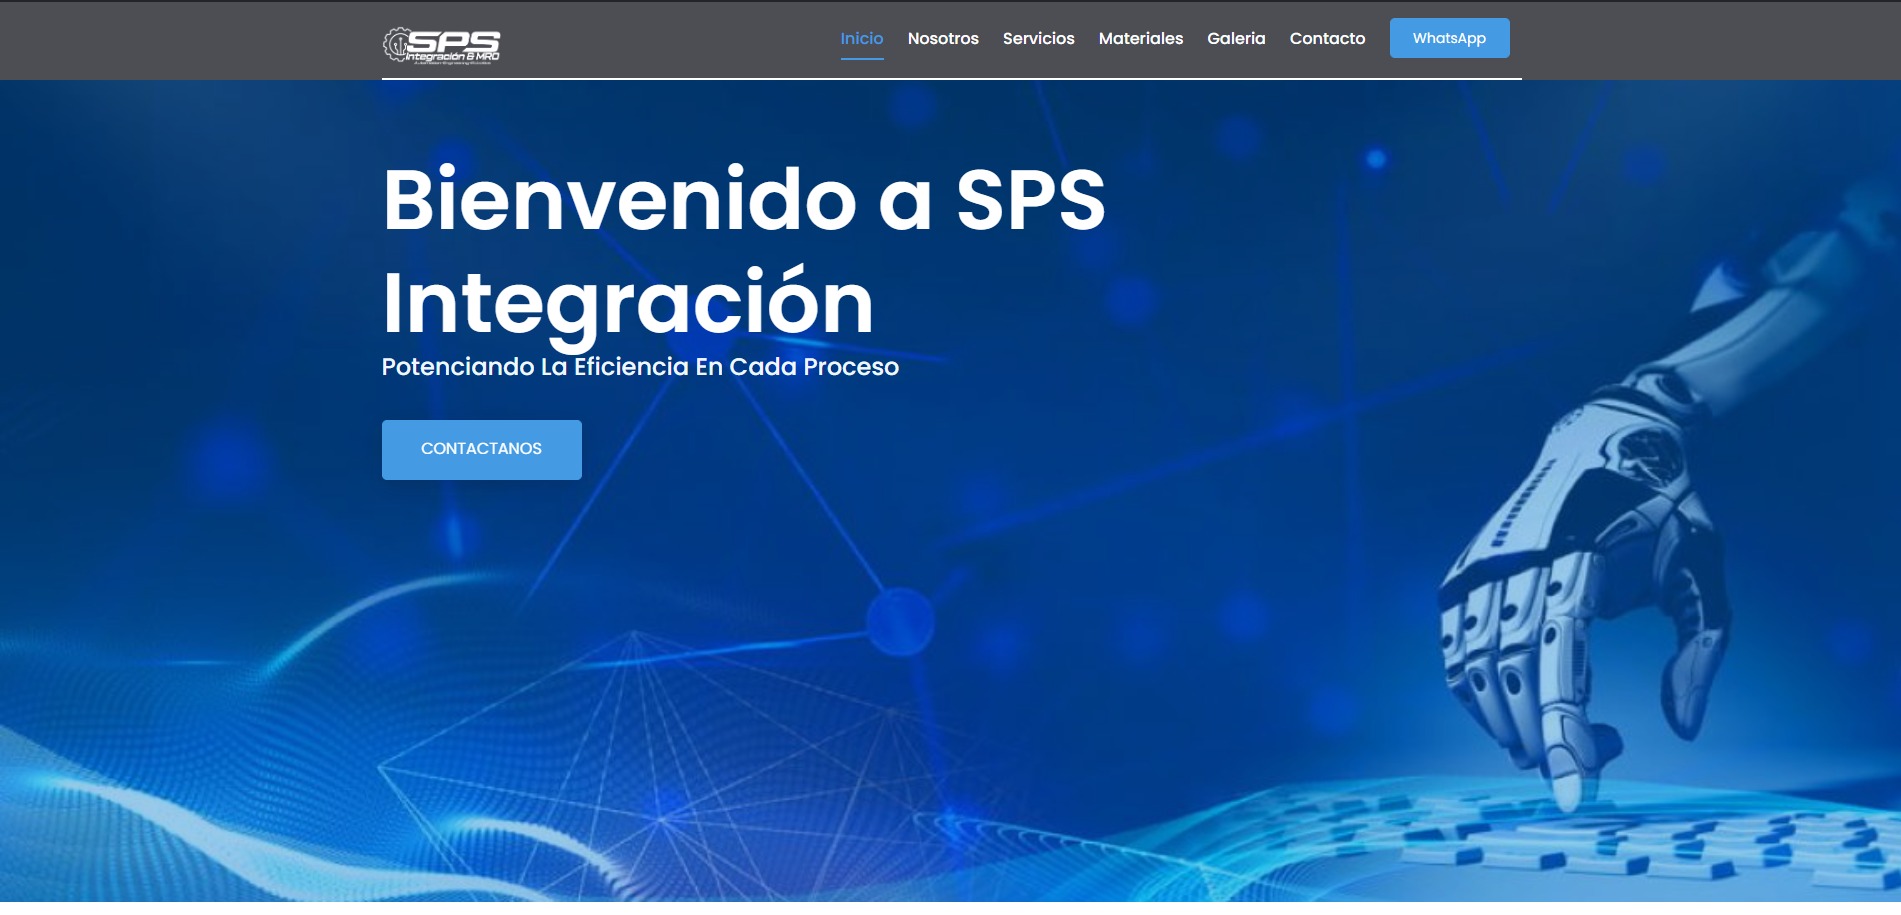 SPS
Integración & MRO
Inicio Nosotros Servicios Materiales Galeria Contacto WhatsApp
Bienvenido a SPS
Integración
Potenciando La Eficiencia En Cada Proceso
CONTACTANOS